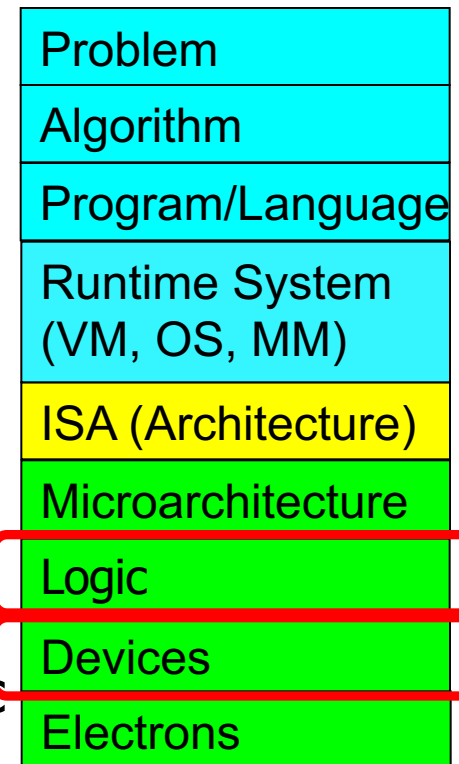 Problem
Algorithm
Program/Language
Runtime System
(VM, OS, MM)
ISA (Architecture)
Microarchitecture
Logic
Devices
Electrons